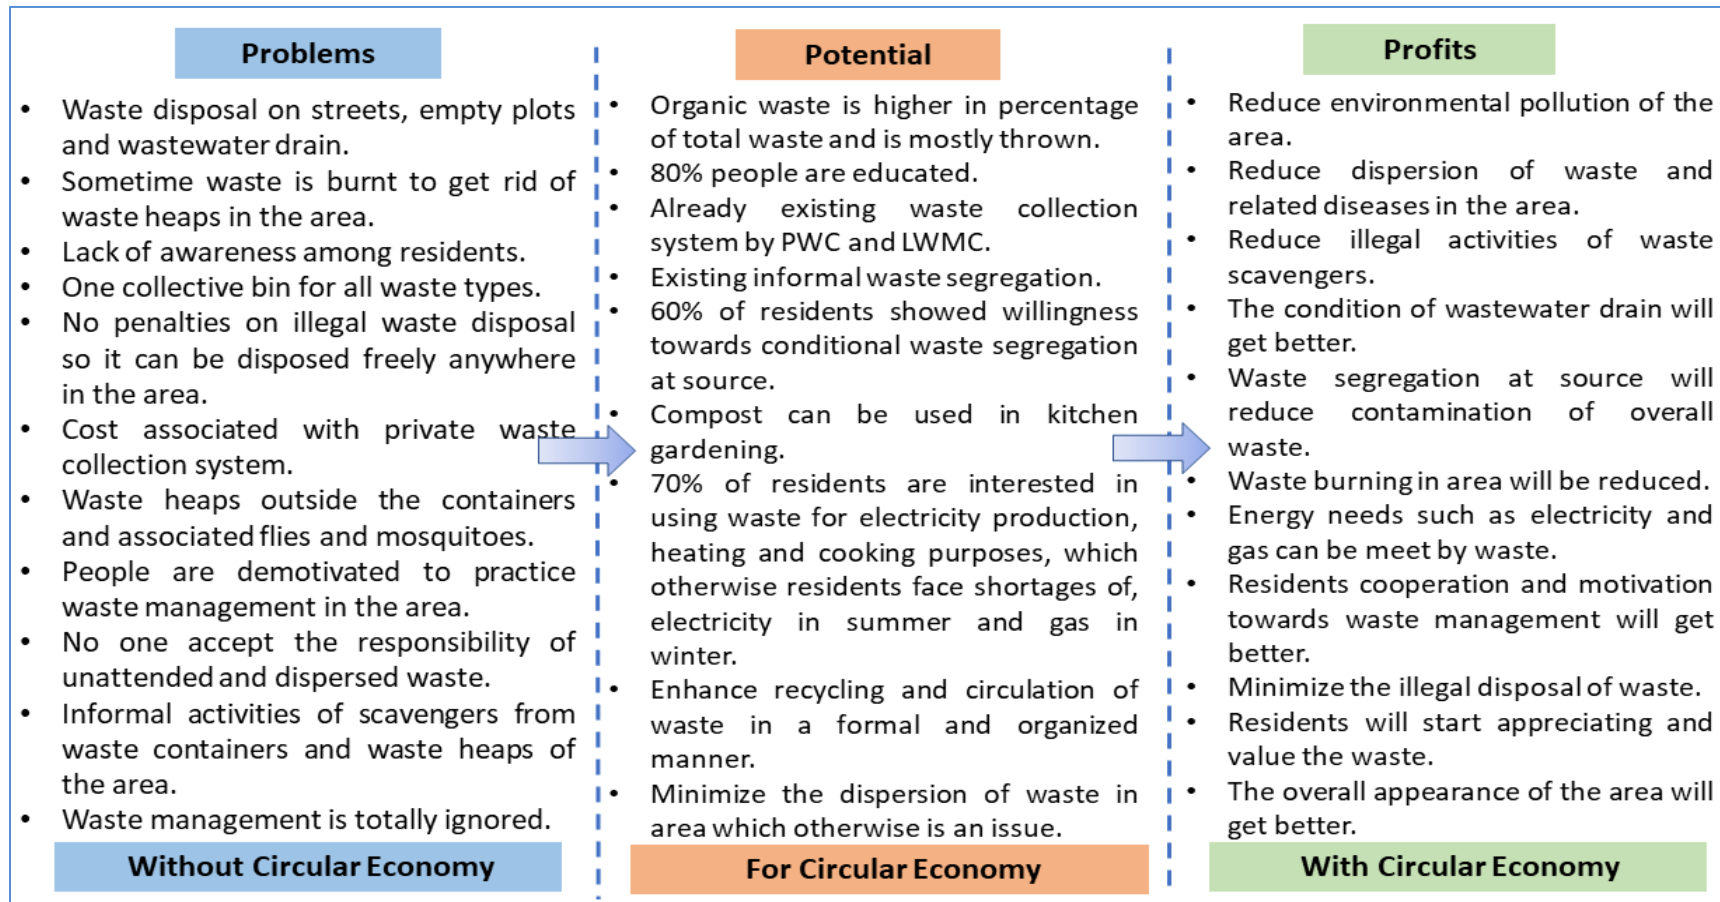 Problems
• Waste disposal on streets, empty plots
and wastewater drain.
• Sometime waste is burnt to get rid of
waste heaps in the area.
• Lack of awareness among residents.
• One collective bin for all waste types.
• No penalties on illegal waste disposal
so it can be disposed freely anywhere
in the area.
• Cost associated with private waste
collection system.
• Waste heaps outside the containers
and associated flies and mosquitoes.
• People are demotivated to practice
waste management in the area.
• No one accept the responsibility of
unattended and dispersed waste.
• Informal activities of scavengers from
waste containers and waste heaps of
the area.
• Waste management is totally ignored.
Without Circular Economy
Potential
• Organic waste is higher in percentage
of total waste and is mostly thrown.
• 80% people are educated.
• Already existing waste collection
system by PWC and LWMC.
• Existing informal waste segregation.
• 60% of residents showed willingness
towards conditional waste segregation
at source.
• Compost can be used in kitchen
gardening.
• 70% of residents are interested in
using waste for electricity production,
heating and cooking purposes, which
otherwise residents face shortages of,
electricity in summer and gas in
winter.
• Enhance recycling and circulation of
waste in a formal and organized
manner.
• Minimize the dispersion of waste in
area which otherwise is an issue.
For Circular Economy
Profits
• Reduce environmental pollution of the
area.
• Reduce dispersion of waste and
related diseases in the area.
• Reduce illegal activities of waste
scavengers.
• The condition of wastewater drain will
get better.
• Waste segregation at source will
reduce contamination of overall
waste.
• Waste burning in area will be reduced.
• Energy needs such as electricity and
gas can be meet by waste.
• Residents cooperation and motivation
towards waste management will get
better.
• Minimize the illegal disposal of waste.
• Residents will start appreciating and
value the waste.
• The overall appearance of the area will
get better.
With Circular Economy